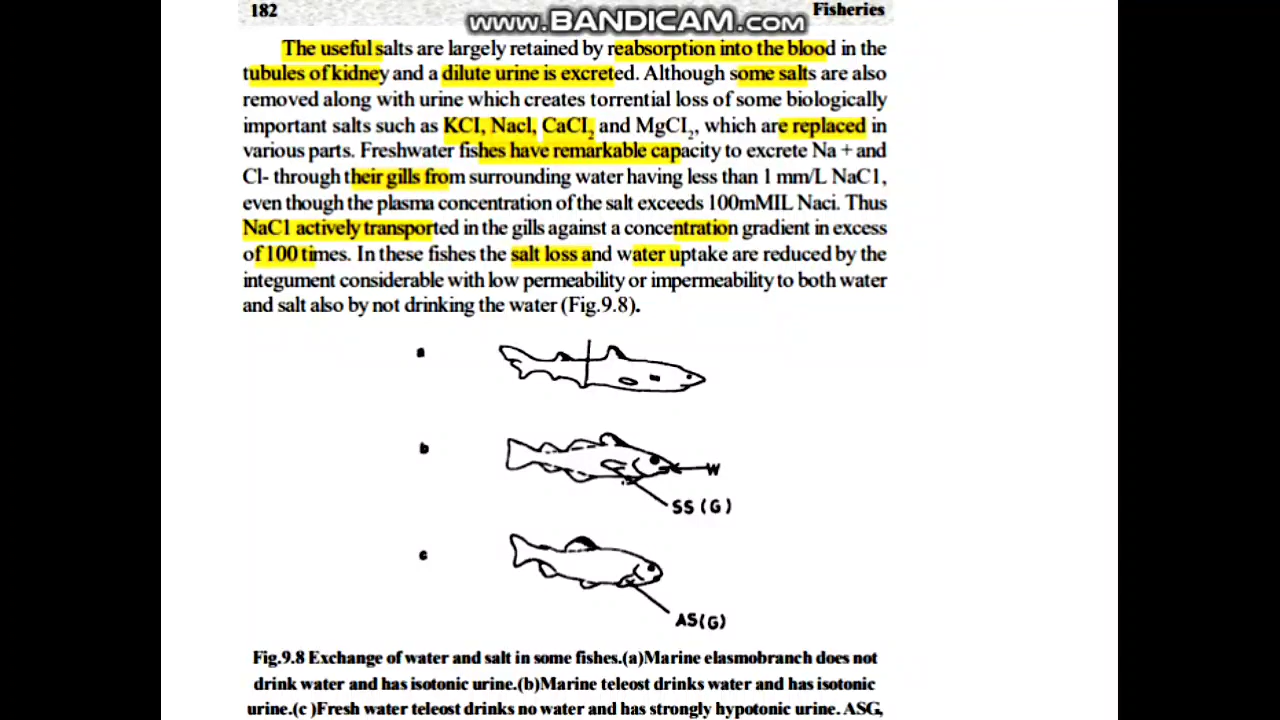 182
WWW.BANDICAM.COM
Fisheries
The useful salts are largely retained by reabsorption into the blood in the
tubules of kidney and a dilute urine is excreted. Although some salts are also
removed along with urine which creates torrential loss of some biologically
important salts such as KCI, Nacl, CaCI2 and MgCI2, which are replaced in
various parts. Freshwater fishes have remarkable capacity to excrete Na + and
Cl- through their gills from surrounding water having less than 1 mm/L NaC1,
even though the plasma concentration of the salt exceeds 100mMIL Naci. Thus
NaC1 actively transported in the gills against a concentration gradient in excess
of 100 times. In these fishes the salt loss and water uptake are reduced by the
integument considerable with low permeability or impermeability to both water
and salt also by not drinking the water (Fig.9.8).
a
b
W
SS (G)
c
AS(G)
Fig.9.8 Exchange of water and salt in some fishes.(a)Marine elasmobranch does not
drink water and has isotonic urine.(b)Marine teleost drinks water and has isotonic
urine.(c )Fresh water teleost drinks no water and has strongly hypotonic urine. ASG,